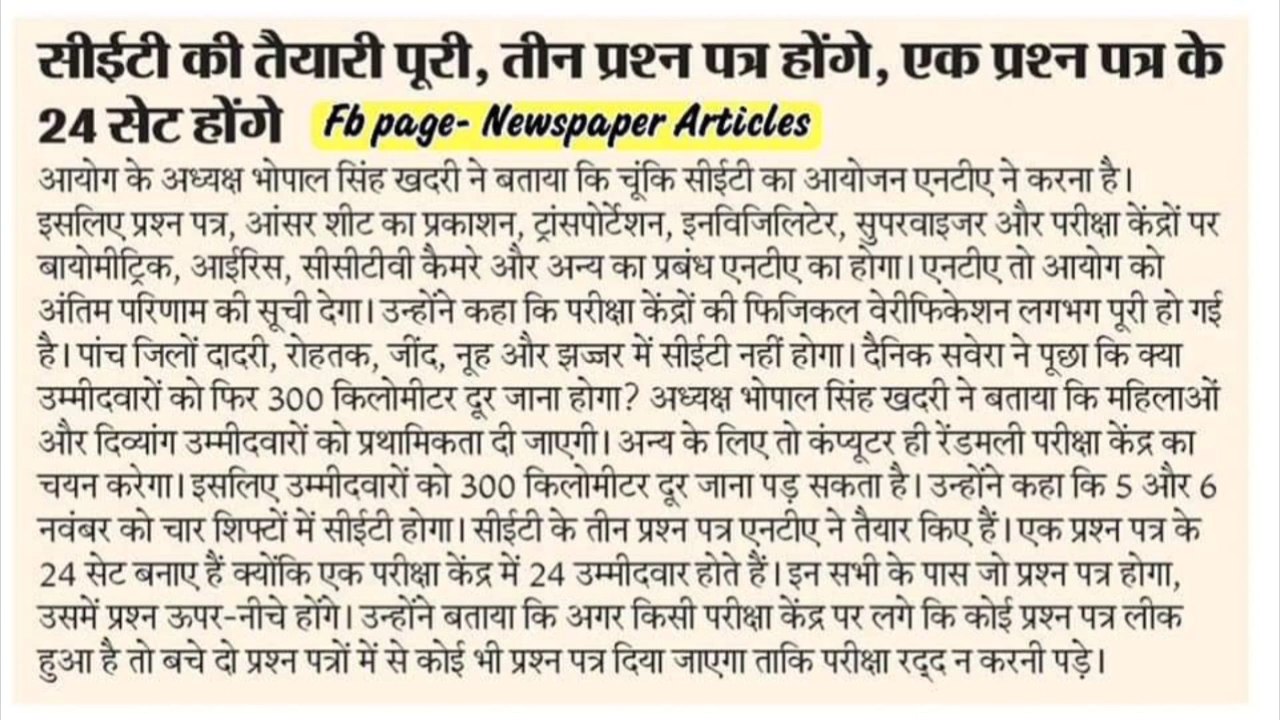 सीईटी की तैयारी पूरी, तीन प्रश्न पत्र होंगे, एक प्रश्न पत्र के
24 सेट होंगे Fb page- Newspaper Articles
आयोग के अध्यक्ष भोपाल सिंह खदरी ने बताया कि चूंकि सीईटी का आयोजन एनटीए ने करना है।
इसलिए प्रश्न पत्र, आंसर शीट का प्रकाशन, ट्रांसपोर्टेशन, इनविजिलिटेर, सुपरवाइजर और परीक्षा केंद्रों पर
बायोमीट्रिक, आईरिस, सीसीटीवी कैमरे और अन्य का प्रबंध एनटीए का होगा। एनटीए तो आयोग को
अंतिम परिणाम की सूची देगा। उन्होंने कहा कि परीक्षा केंद्रों की फिजिकल वेरीफिकेशन लगभग पूरी हो गई
है। पांच जिलों दादरी, रोहतक, जींद, नूह और झज्जर में सीईटी नहीं होगा। दैनिक सवेरा ने पूछा कि क्या
उम्मीदवारों को फिर 300 किलोमीटर दूर जाना होगा? अध्यक्ष भोपाल सिंह खदरी ने बताया कि महिलाओं
और दिव्यांग उम्मीदवारों को प्रथामिकता दी जाएगी। अन्य के लिए तो कंप्यूटर ही रेंडमली परीक्षा केंद्र का
चयन करेगा। इसलिए उम्मीदवारों को 300 किलोमीटर दूर जाना पड़ सकता है। उन्होंने कहा कि 5 और 6
नवंबर को चार शिफ्टों में सीईटी होगा। सीईटी के तीन प्रश्न पत्र एनटीए ने तैयार किए हैं। एक प्रश्न पत्र के
24 सेट बनाए हैं क्योंकि एक परीक्षा केंद्र में 24 उम्मीदवार होते हैं। इन सभी के पास जो प्रश्न पत्र होगा,
उसमें प्रश्न ऊपर-नीचे होंगे। उन्होंने बताया कि अगर किसी परीक्षा केंद्र पर लगे कि कोई प्रश्न पत्र लीक
हुआ है तो बचे दो प्रश्न पत्रों में से कोई भी प्रश्न पत्र दिया जाएगा ताकि परीक्षा रद्द न करनी पड़े।